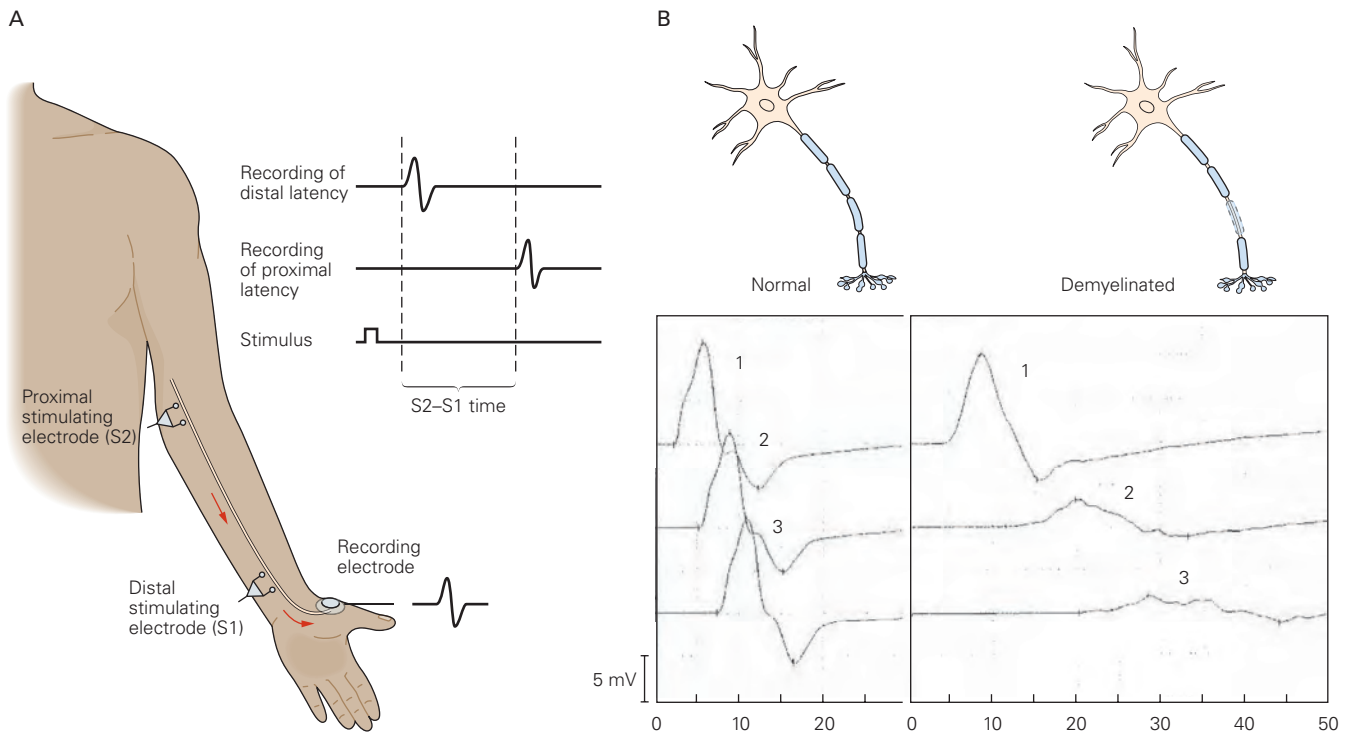 A
B
Recording of
distal latency
Recording
of proximal
latency
Stimulus
S2–S1 time
Proximal
stimulating
electrode (S2)
Recording
electrode
Distal
stimulating
electrode (S1)
Normal
Demyelinated
1
2
3
1
2
3
5 mV
0 10 20
0 10 20 30 40 50